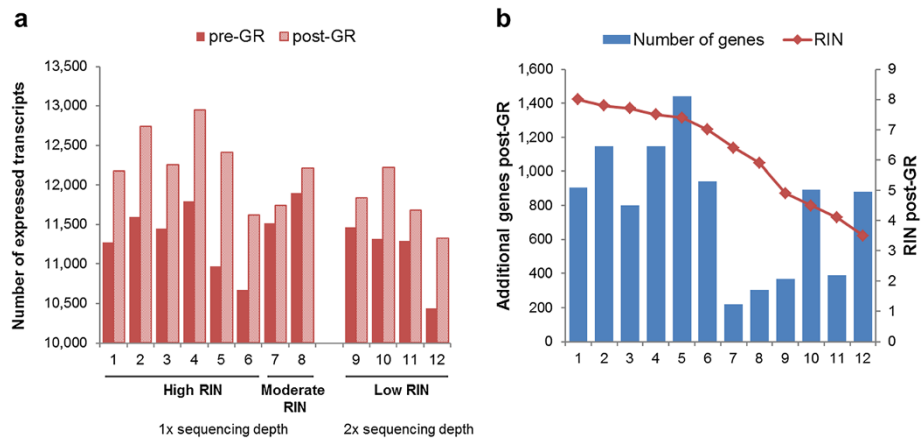 a
pre-GR post-GR
Number of expressed transcripts
13,500
13,000
12,500
12,000
11,500
11,000
10,500
10,000
1 2 3 4 5 6 7 8 9 10 11 12
High RIN
Moderate
RIN
Low RIN
1x sequencing depth
2x sequencing depth
b
Number of genes RIN
Additional genes post-GR
1,600
1,400
1,200
1,000
800
600
400
200
0
RIN post-GR
9
8
7
6
5
4
3
2
1
0
1 2 3 4 5 6 7 8 9 10 11 12